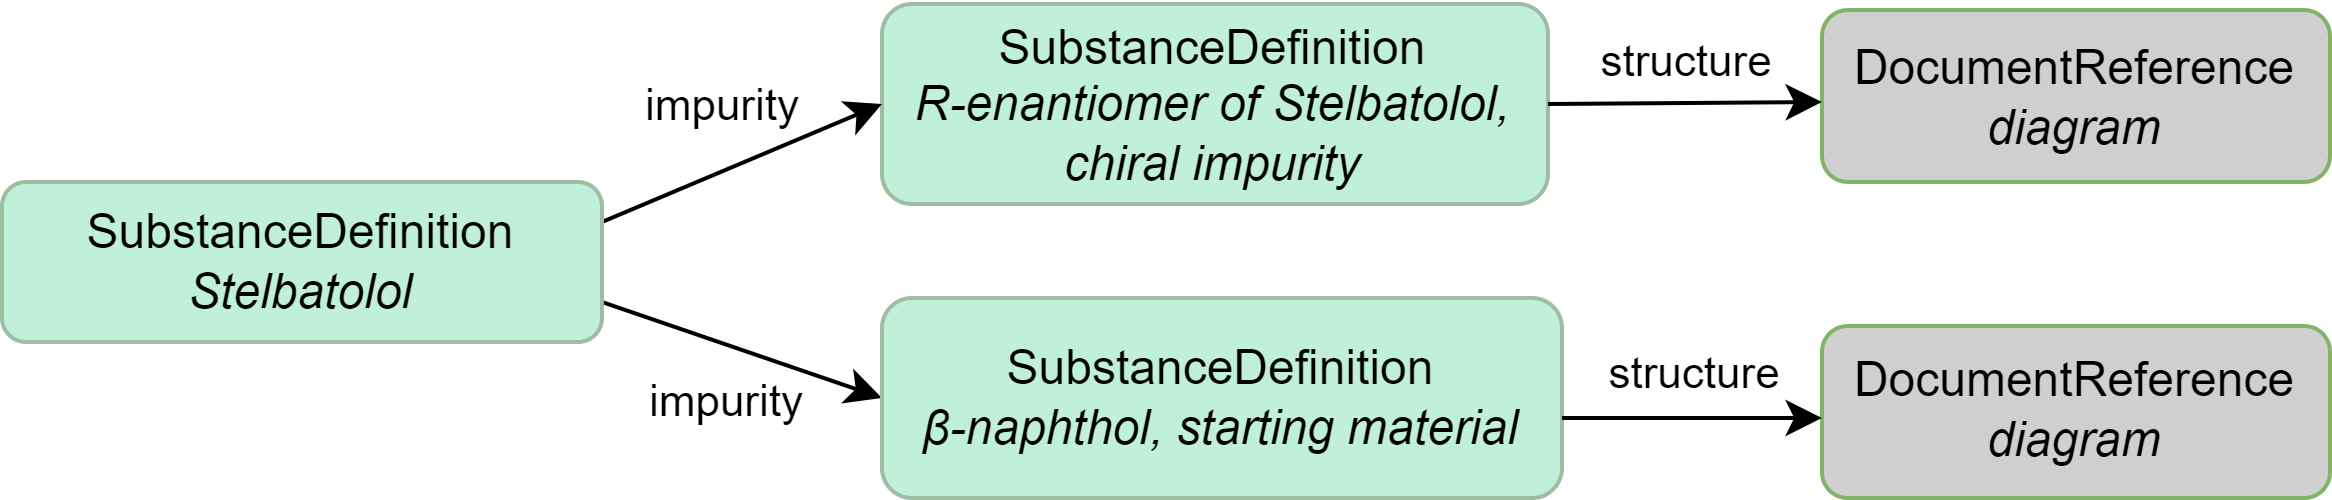 SubstanceDefinition
Stelbatolol
impurity
SubstanceDefinition
R-enantiomer of Stelbatolol,
chiral impurity
structure
DocumentReference
diagram
impurity
SubstanceDefinition
β-naphthol, starting material
structure
DocumentReference
diagram